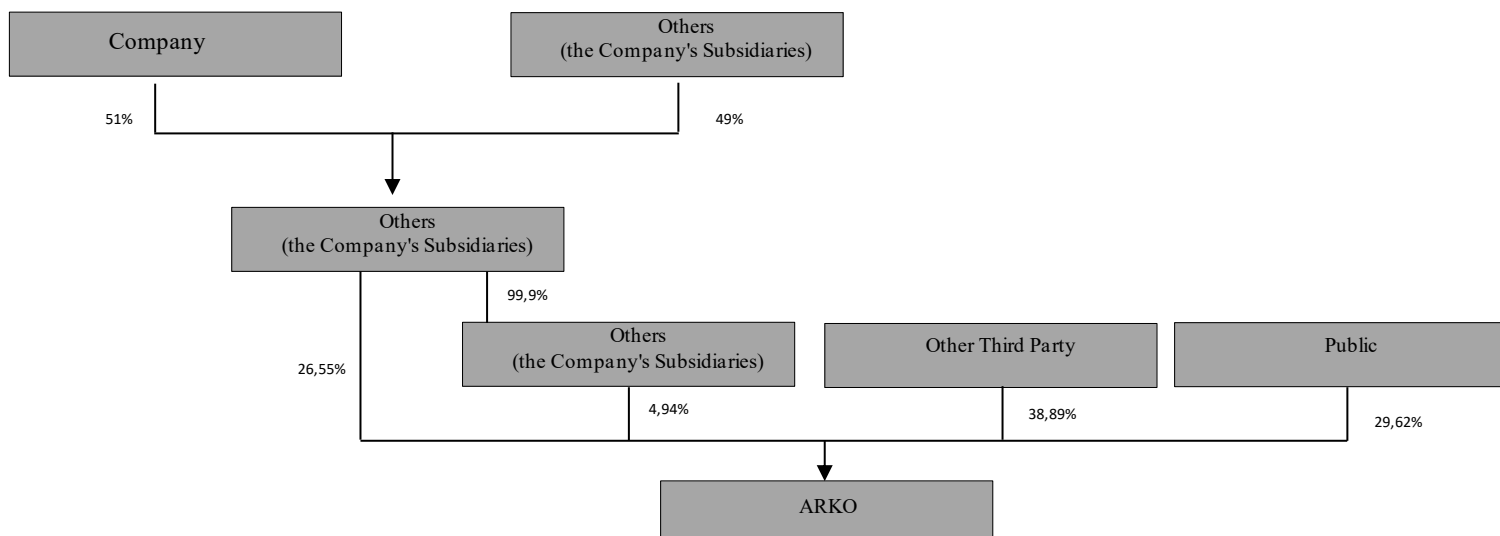 Company
Others
(the Company's Subsidiaries)
51%
49%
Others
(the Company's Subsidiaries)
99,9%
Others
(the Company's Subsidiaries)
Other Third Party
Public
26,55%
4,94%
38,89%
29,62%
ARKO